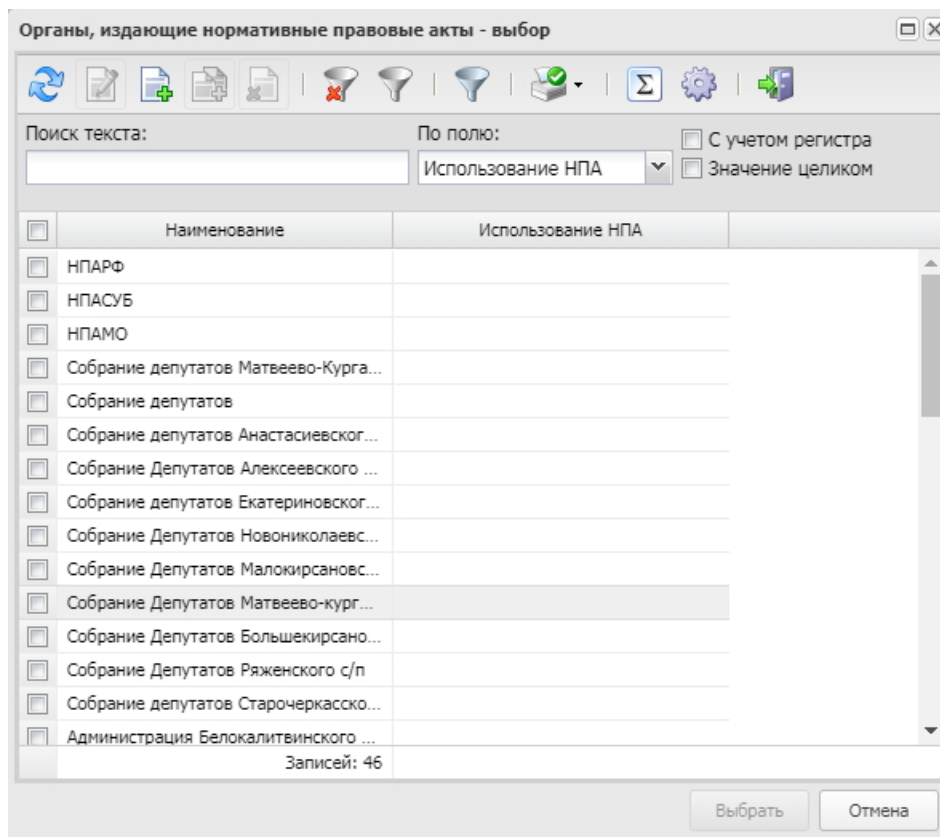 Органы, издающие нормативные правовые акты - выбор
Поиск текста:
По полю:
С учетом регистра
Использование НПА
Значение целиком
Наименование Использование НПА
НПАРФ
НПАСУБ
НПАМО
Собрание депутатов Матвеево-Курга...
Собрание депутатов
Собрание депутатов Анастасиевског...
Собрание Депутатов Алексеевского ...
Собрание депутатов Екатериновског...
Собрание Депутатов Новониколаевс...
Собрание Депутатов Малокирсановс...
Собрание Депутатов Матвеево-кург...
Собрание Депутатов Большекирсано...
Собрание Депутатов Ряженского с/п
Собрание депутатов Старочеркасско...
Администрация Белокалитвинского ...
Записей: 46
Выбрать Отмена